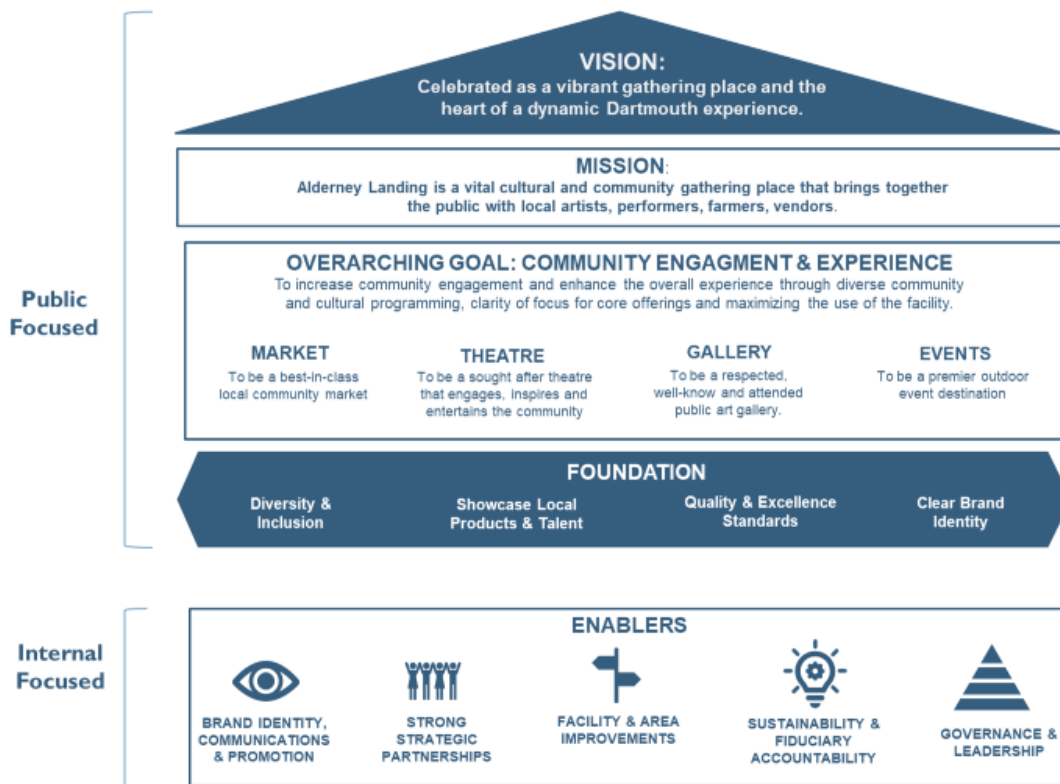 VISION:
Celebrated as a vibrant gathering place and the
heart of a dynamic Dartmouth experience.
MISSION:
Alderney Landing is a vital cultural and community gathering place that brings together
the public with local artists, performers, farmers, vendors.
Public
Focused
OVERARCHING GOAL: COMMUNITY ENGAGMENT & EXPERIENCE
To increase community engagement and enhance the overall experience through diverse community
and cultural programming, clarity of focus for core offerings and maximizing the use of the facility.
MARKET
To be a best-in-class
local community market
THEATRE
To be a sought after theatre
that engages, inspires and
entertains the community
GALLERY
To be a respected,
well-know and attended
public art gallery.
EVENTS
To be a premier outdoor
event destination
FOUNDATION
Diversity &
Inclusion
Showcase Local
Products & Talent
Quality & Excellence
Standards
Clear Brand
Identity
Internal
Focused
ENABLERS
BRAND IDENTITY,
COMMUNICATIONS
& PROMOTION
STRONG
STRATEGIC
PARTNERSHIPS
FACILITY & AREA
IMPROVEMENTS
SUSTAINABILITY &
FIDUCIARY
ACCOUNTABILITY
GOVERNANCE &
LEADERSHIP